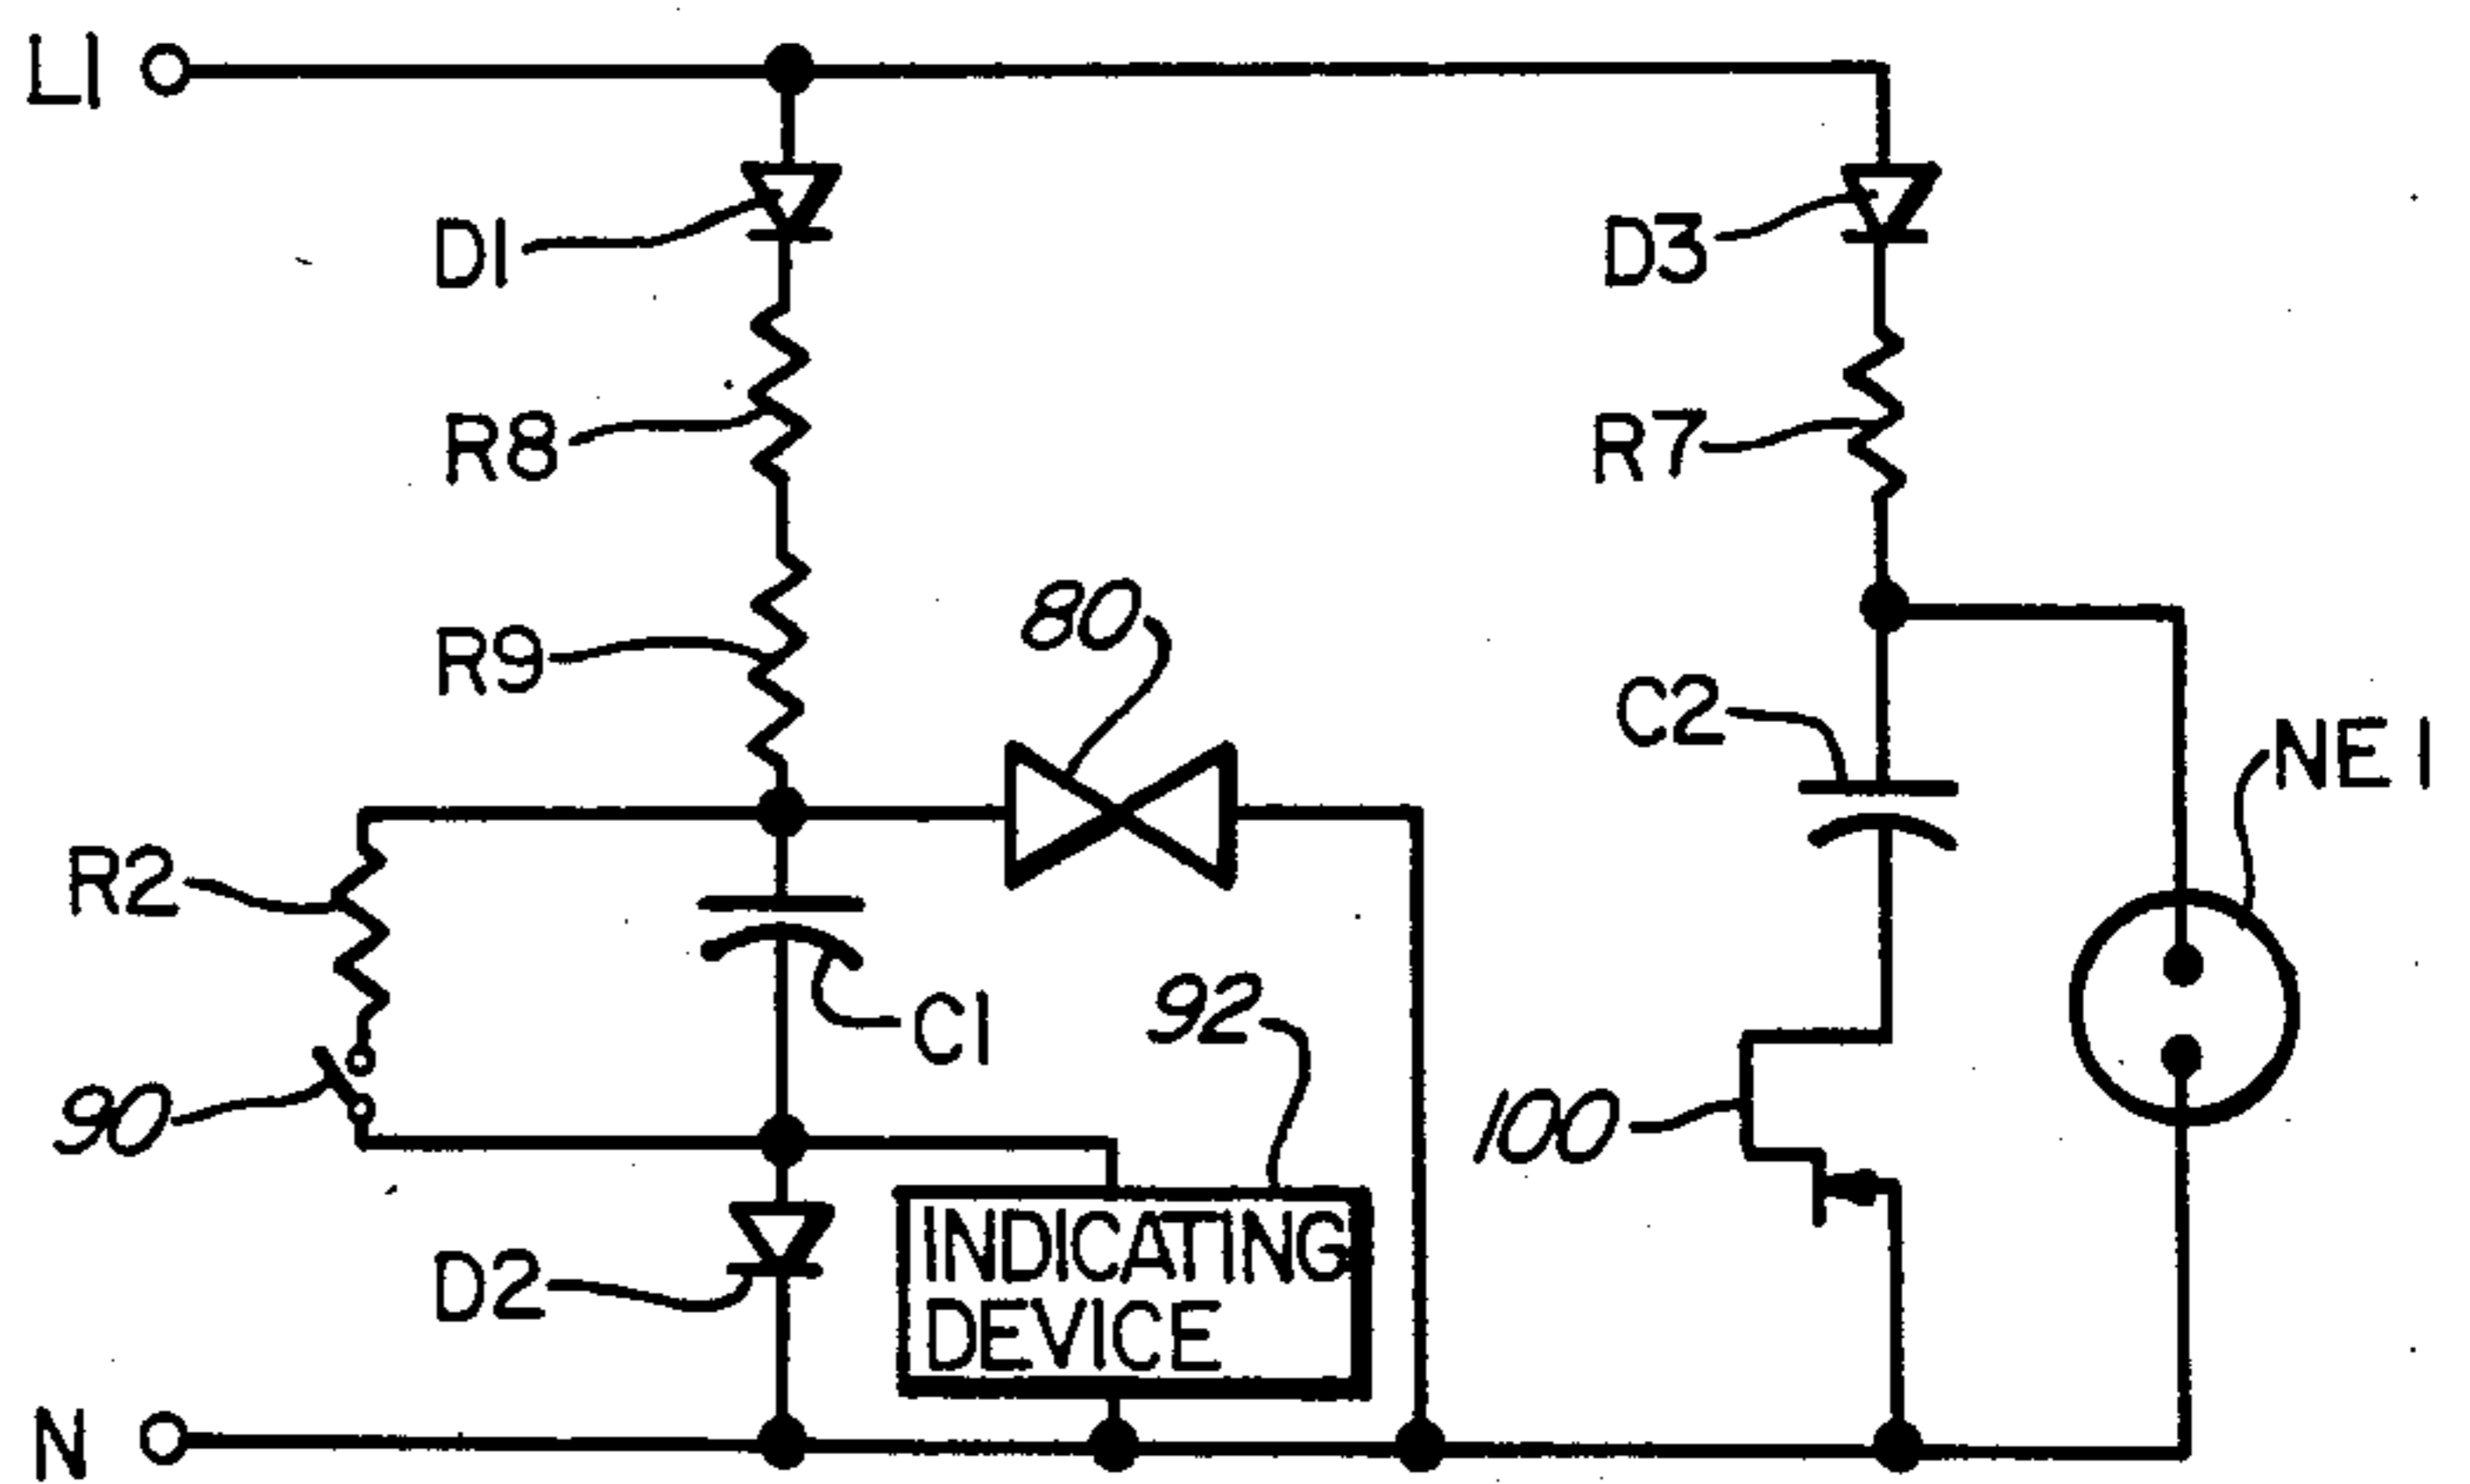 L1
D1
D3
R8
R7
R9
80
C2
NE1
R2
92
C1
90
100
INDICATING
DEVICE
D2
N